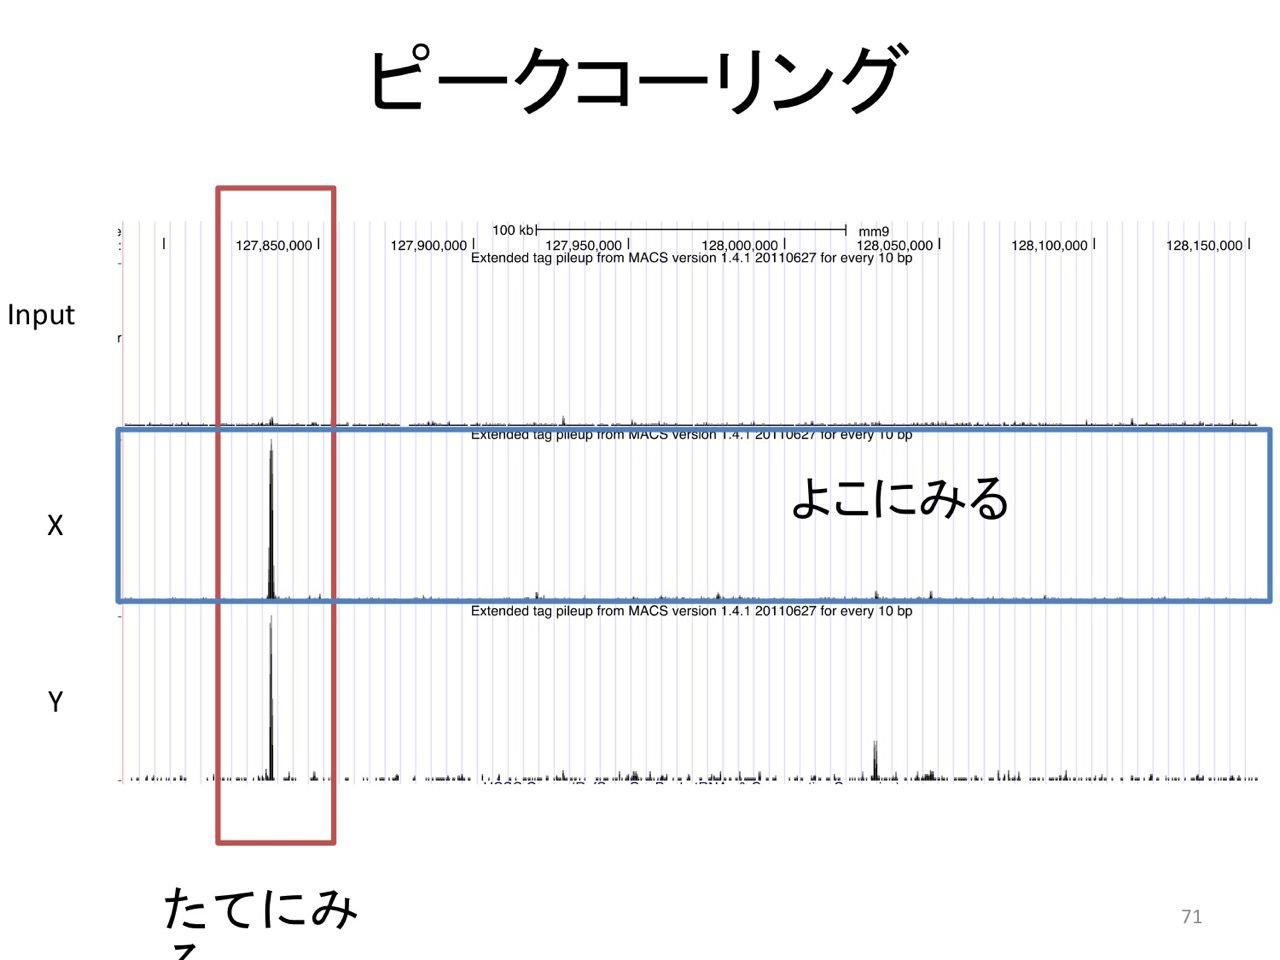 ピークコーリング
100 kb
mm9
127,850,000
127,900,000
127,950,000
128,000,000
128,050,000
128,100,000
128,150,000
Extended tag pileup from MACS version 1.4.1 20110627 for every 10 bp
Input
Extended tag pileup from MACS version 1.4.1 20110627 for every 10 bp
よこにみる
X
Extended tag pileup from MACS version 1.4.1 20110627 for every 10 bp
Y
たてにみ
る
71